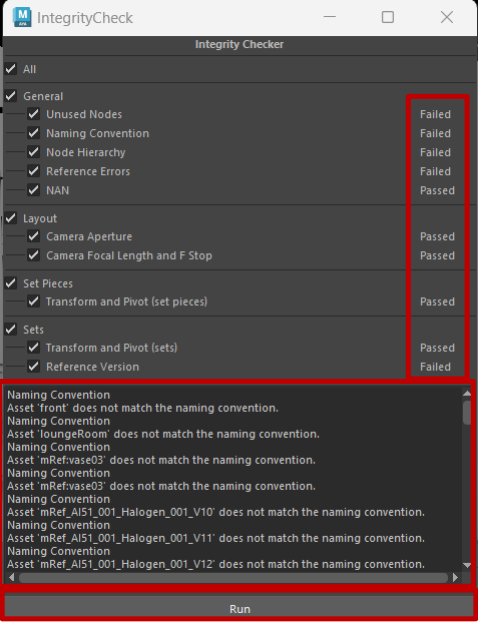 IntegrityCheck
Integrity Checker
All
General
Unused Nodes Failed
Naming Convention Failed
Node Hierarchy Failed
Reference Errors Failed
NAN Passed
Layout
Camera Aperture Passed
Camera Focal Length and F Stop Passed
Set Pieces
Transform and Pivot (set pieces) Passed
Sets
Transform and Pivot (sets) Passed
Reference Version Failed
Naming Convention
Asset 'front' does not match the naming convention.
Naming Convention
Asset 'loungeRoom' does not match the naming convention.
Naming Convention
Asset 'mRef:vase03' does not match the naming convention.
Naming Convention
Asset 'mRef:vase03' does not match the naming convention.
Naming Convention
Asset 'mRef_AI51_001_Halogen_001_V10' does not match the naming convention.
Naming Convention
Asset 'mRef_AI51_001_Halogen_001_V11' does not match the naming convention.
Naming Convention
Asset 'mRef_AI51_001_Halogen_001_V12' does not match the naming convention.
Run